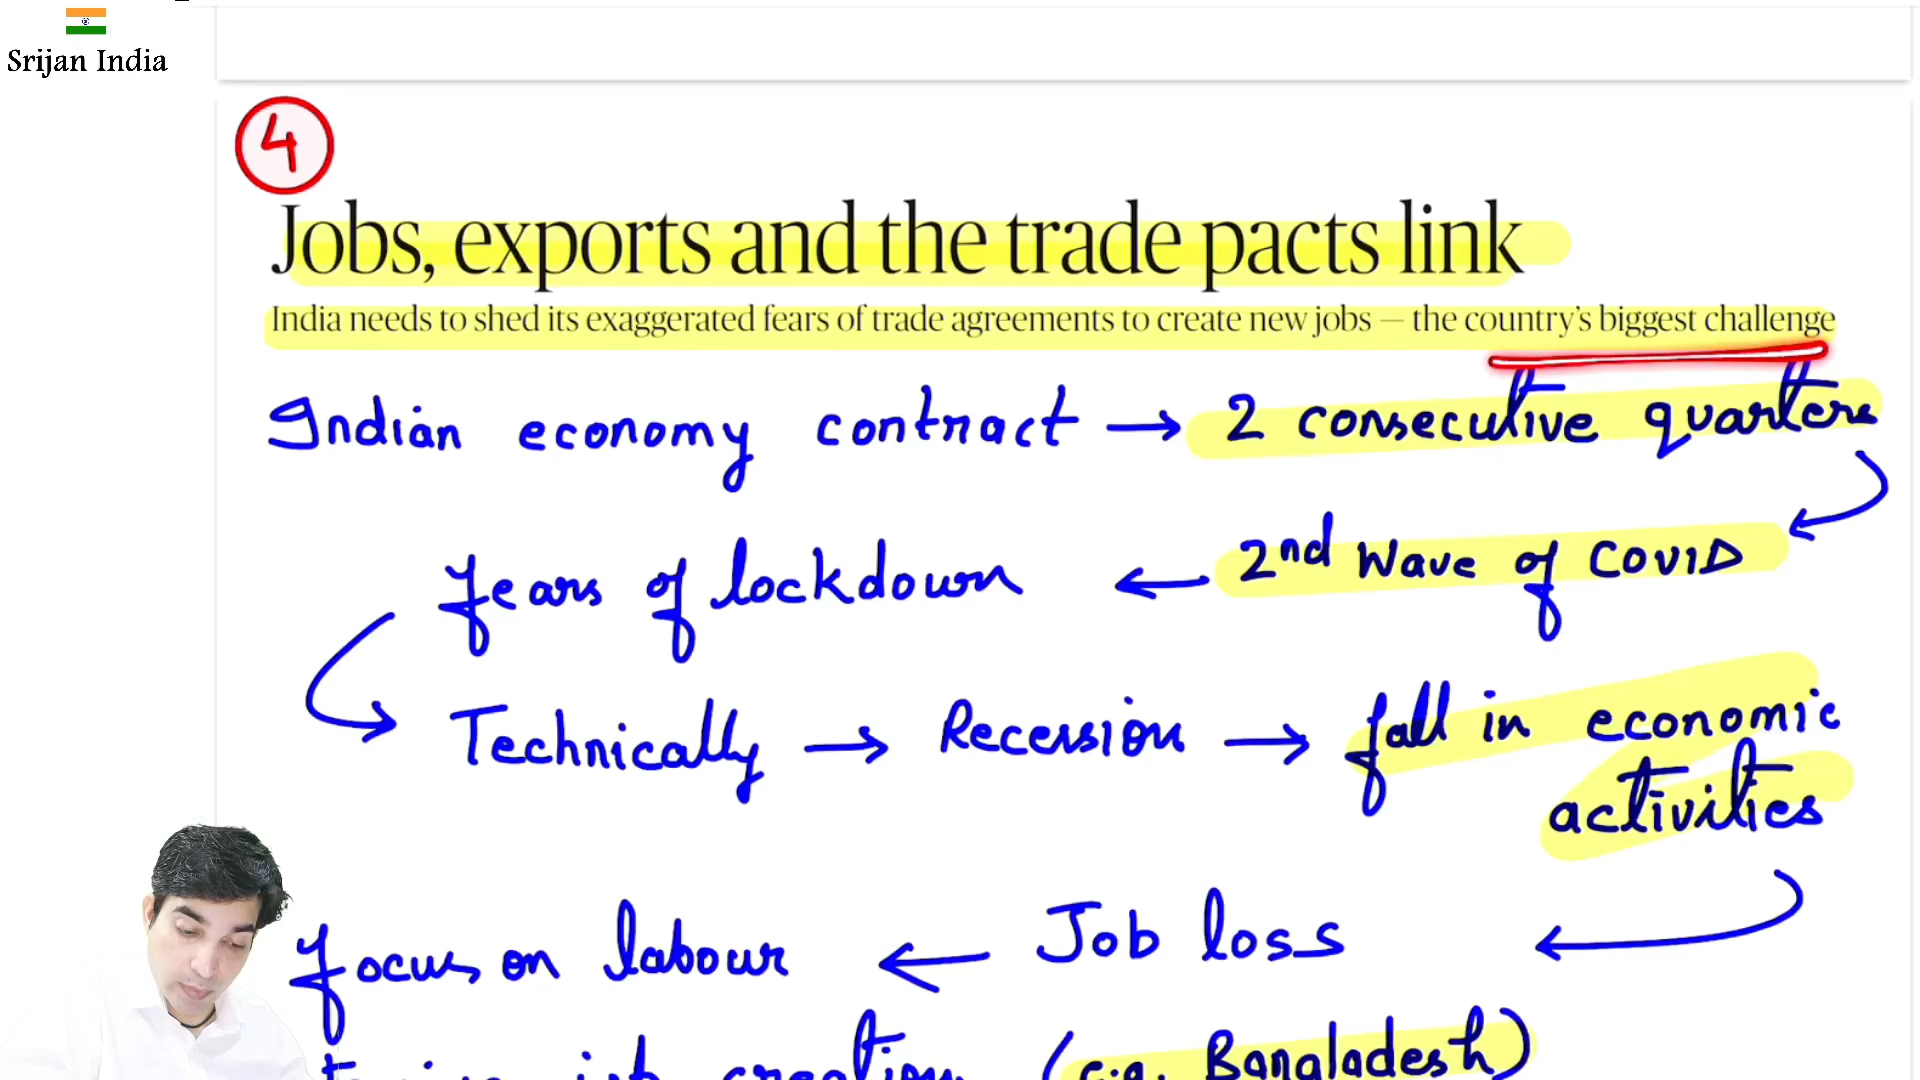 Srijan India
4
Jobs, exports and the trade pacts link
India needs to shed its exaggerated fears of trade agreements to create new jobs — the country's biggest challenge
Indian economy contract → 2 consecutive quarters
fears of lockdown ← 2nd Wave of COVID
Technically → Recession → fall in economic
activities
focus on labour ← Job loss
job creation (e.g. Bangladesh)